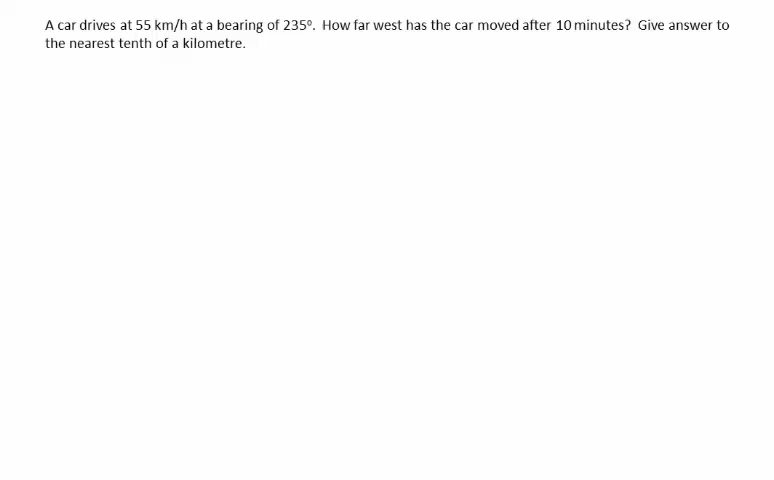 A car drives at 55 km/h at a bearing of 235º.  How far west has the car moved after 10 minutes?  Give answer to
the nearest tenth of a kilometre.